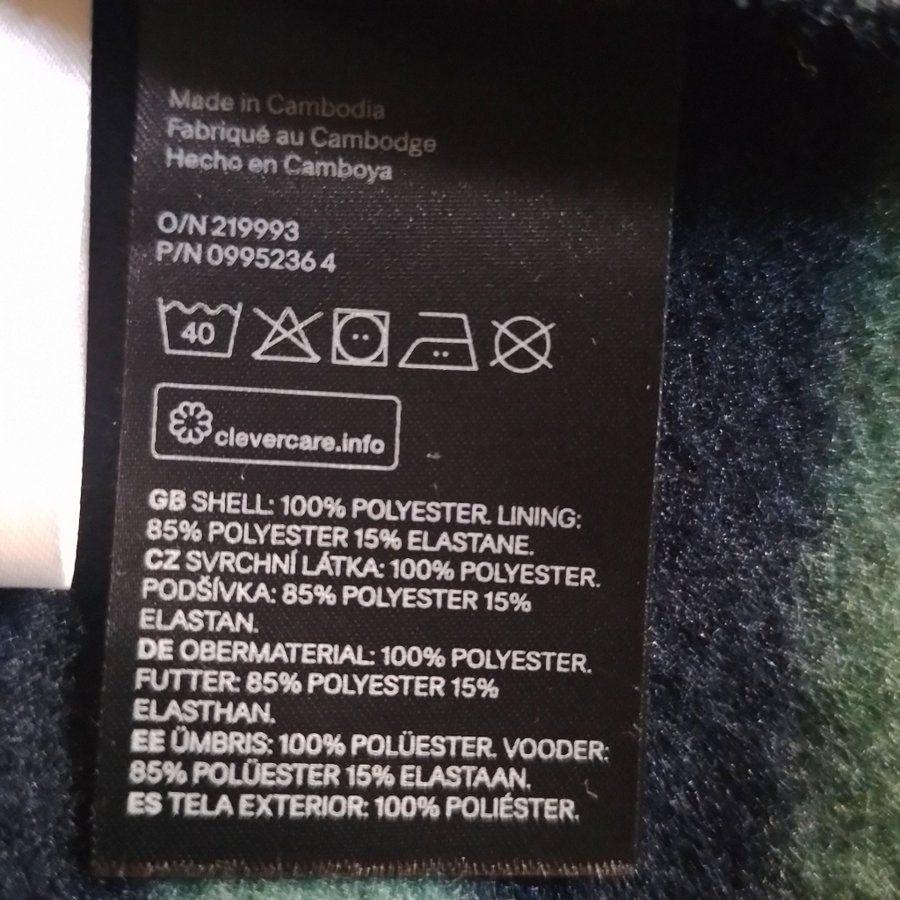 Made in Cambodia
Fabriqué au Cambodge
Hecho en Camboya
O/N 219993
P/N 0995236 4
40
clevercare.info
GB SHELL: 100% POLYESTER. LINING:
85% POLYESTER 15% ELASTANE.
CZ SVRCHNÍ LÁTKA: 100% POLYESTER.
PODŠÍVKA: 85% POLYESTER 15%
ELASTAN.
DE OBERMATERIAL: 100% POLYESTER.
FUTTER: 85% POLYESTER 15%
ELASTHAN.
EE ÜMBRIS: 100% POLÜESTER. VOODER:
85% POLÜESTER 15% ELASTAAN.
ES TELA EXTERIOR: 100% POLIÉSTER.